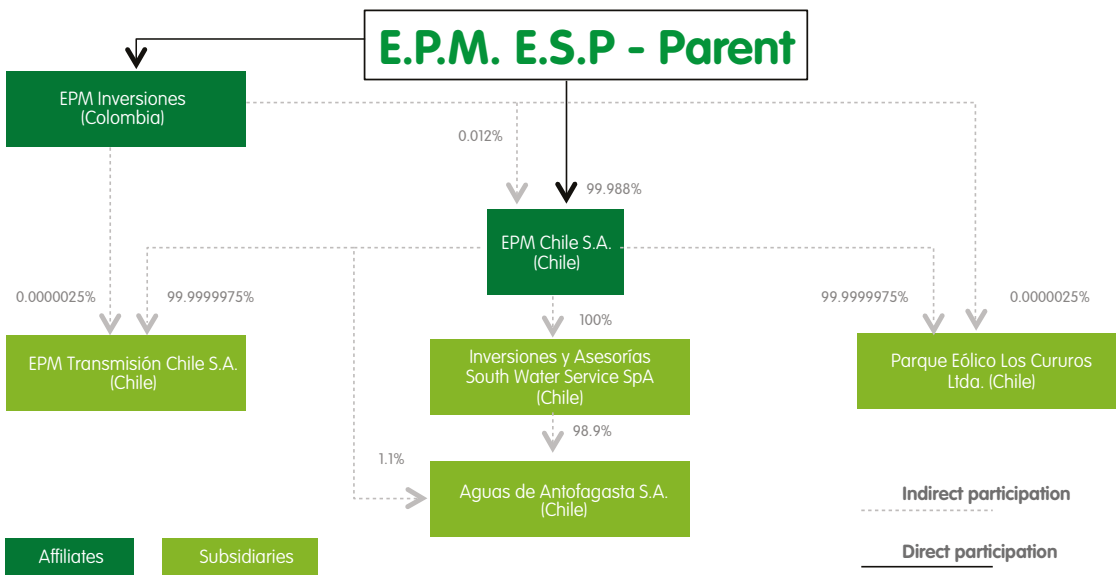 E.P.M. E.S.P - Parent
EPM Inversiones
(Colombia)
0.012%
99.988%
EPM Chile S.A.
(Chile)
0.0000025%
99.9999975%
99.9999975%
0.0000025%
100%
EPM Transmisión Chile S.A.
(Chile)
Inversiones y Asesorías
South Water Service SpA
(Chile)
Parque Eólico Los Cururos
Ltda. (Chile)
98.9%
1.1%
Aguas de Antofagasta S.A.
(Chile)
Indirect participation
Direct participation
Affiliates
Subsidiaries